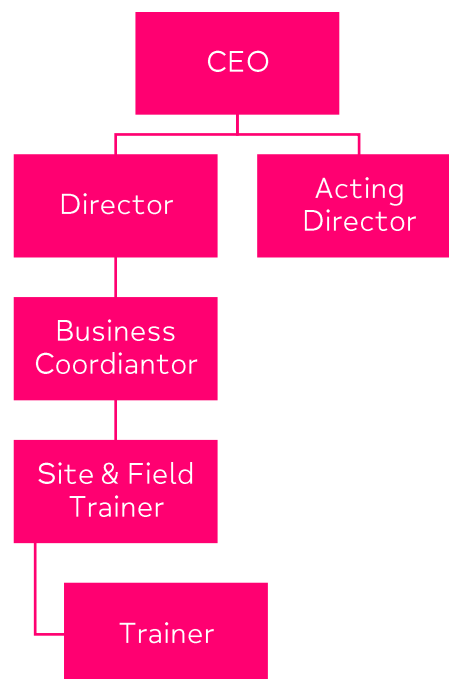 CEO
Director
Acting
Director
Business
Coordiantor
Site & Field
Trainer
Trainer